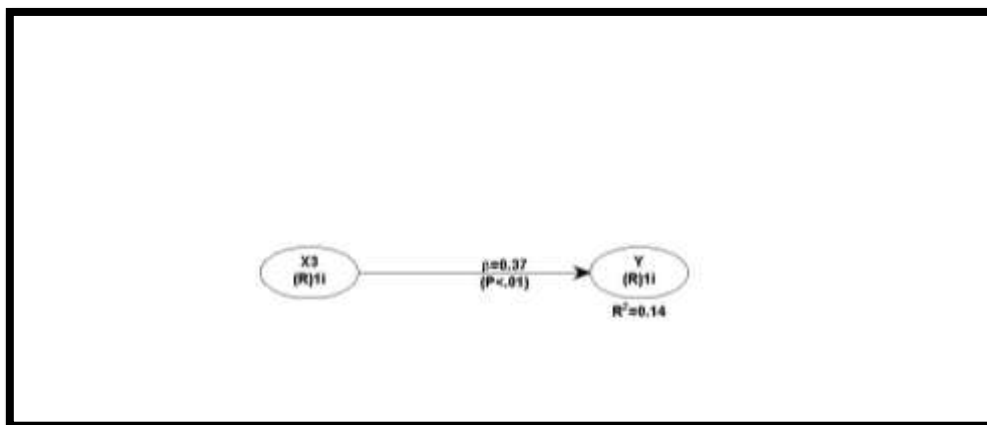 X3
(R)1i
β=0.37
(P<.01)
Y
(R)1i
R²=0.14